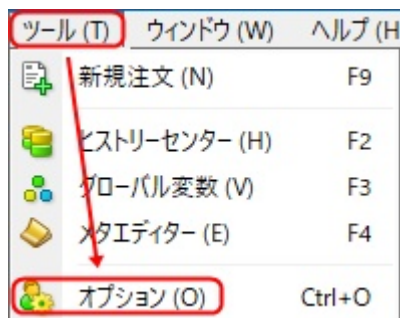 ツール (T) ウィンドウ (W) ヘルプ (H
新規注文 (N) F9
ヒストリーセンター (H) F2
グローバル変数 (V) F3
メタエディター (E) F4
オプション (O) Ctrl+O